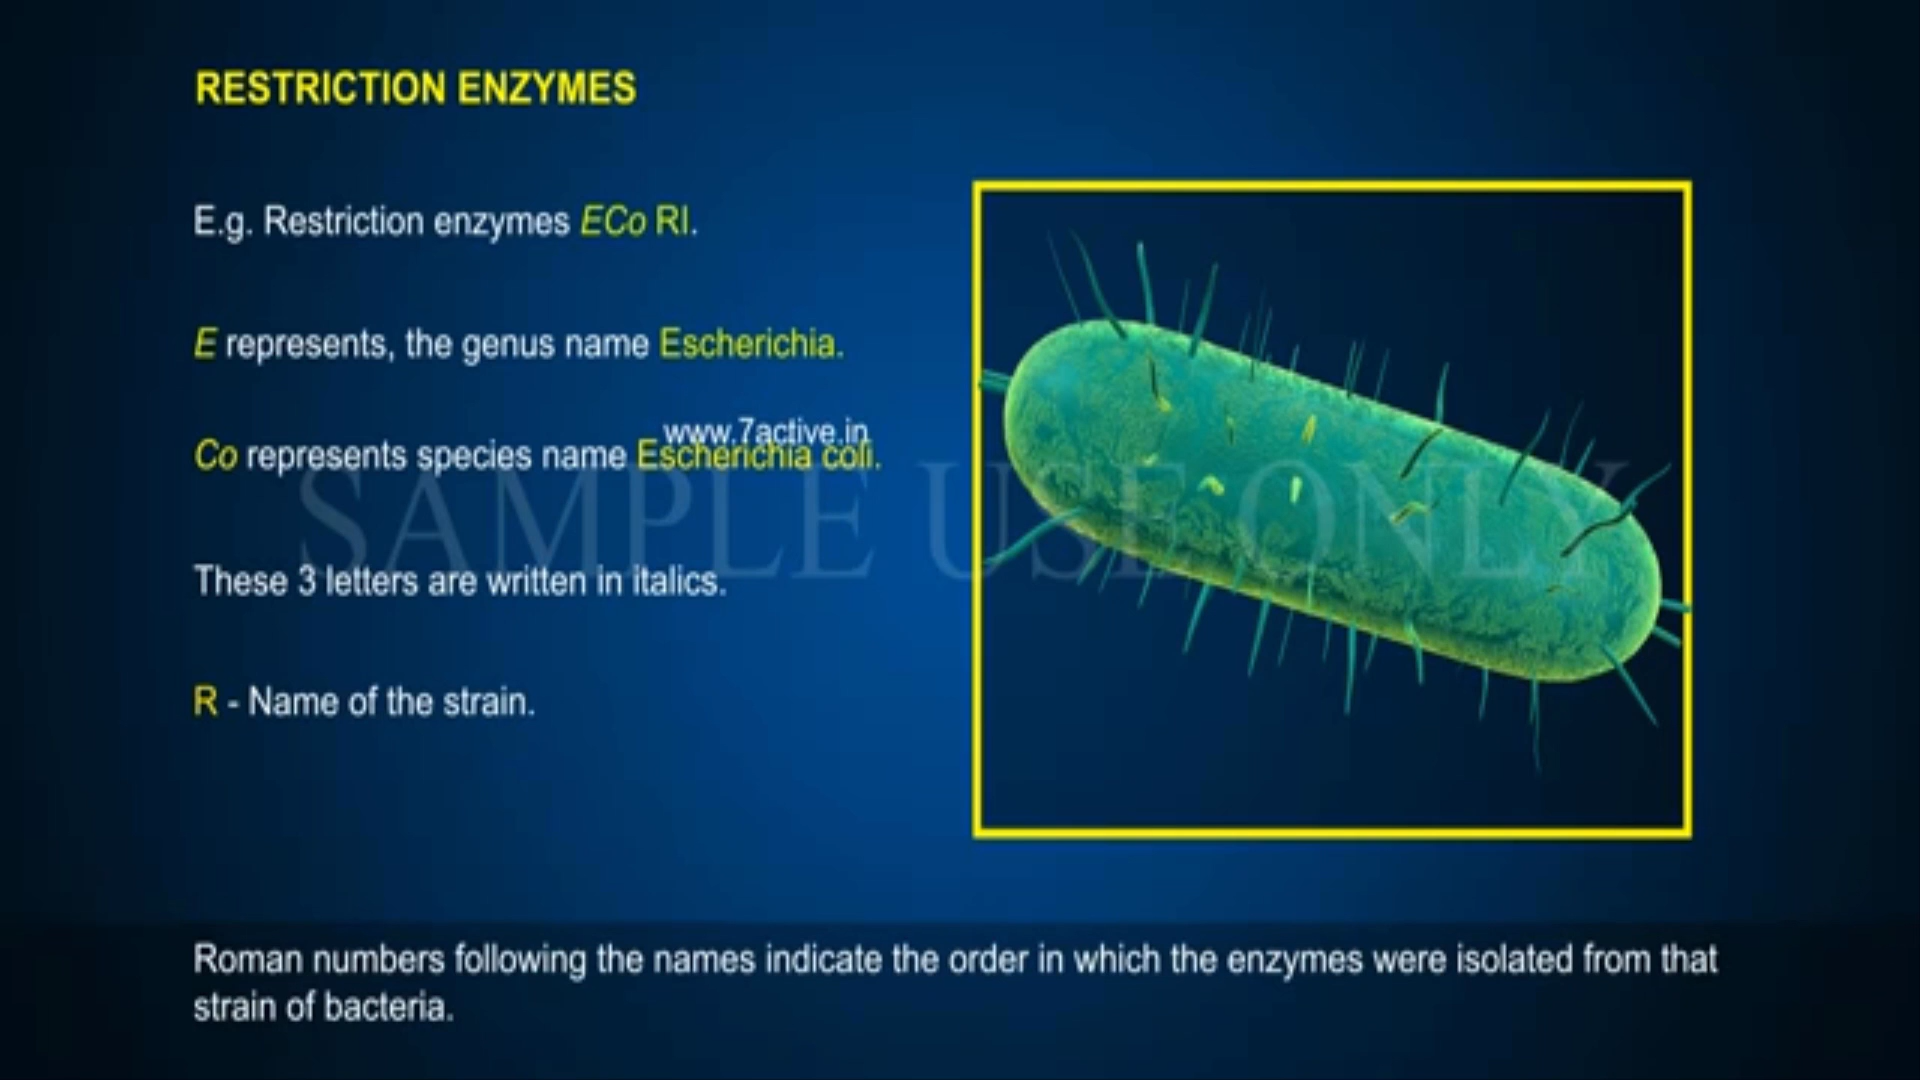 RESTRICTION ENZYMES
E.g. Restriction enzymes ECo RI.
E represents, the genus name Escherichia.
www.7active.in
Co represents species name Escherichia coli.
SAMPLE USE ONLY
These 3 letters are written in italics.
R - Name of the strain.
Roman numbers following the names indicate the order in which the enzymes were isolated from that
strain of bacteria.